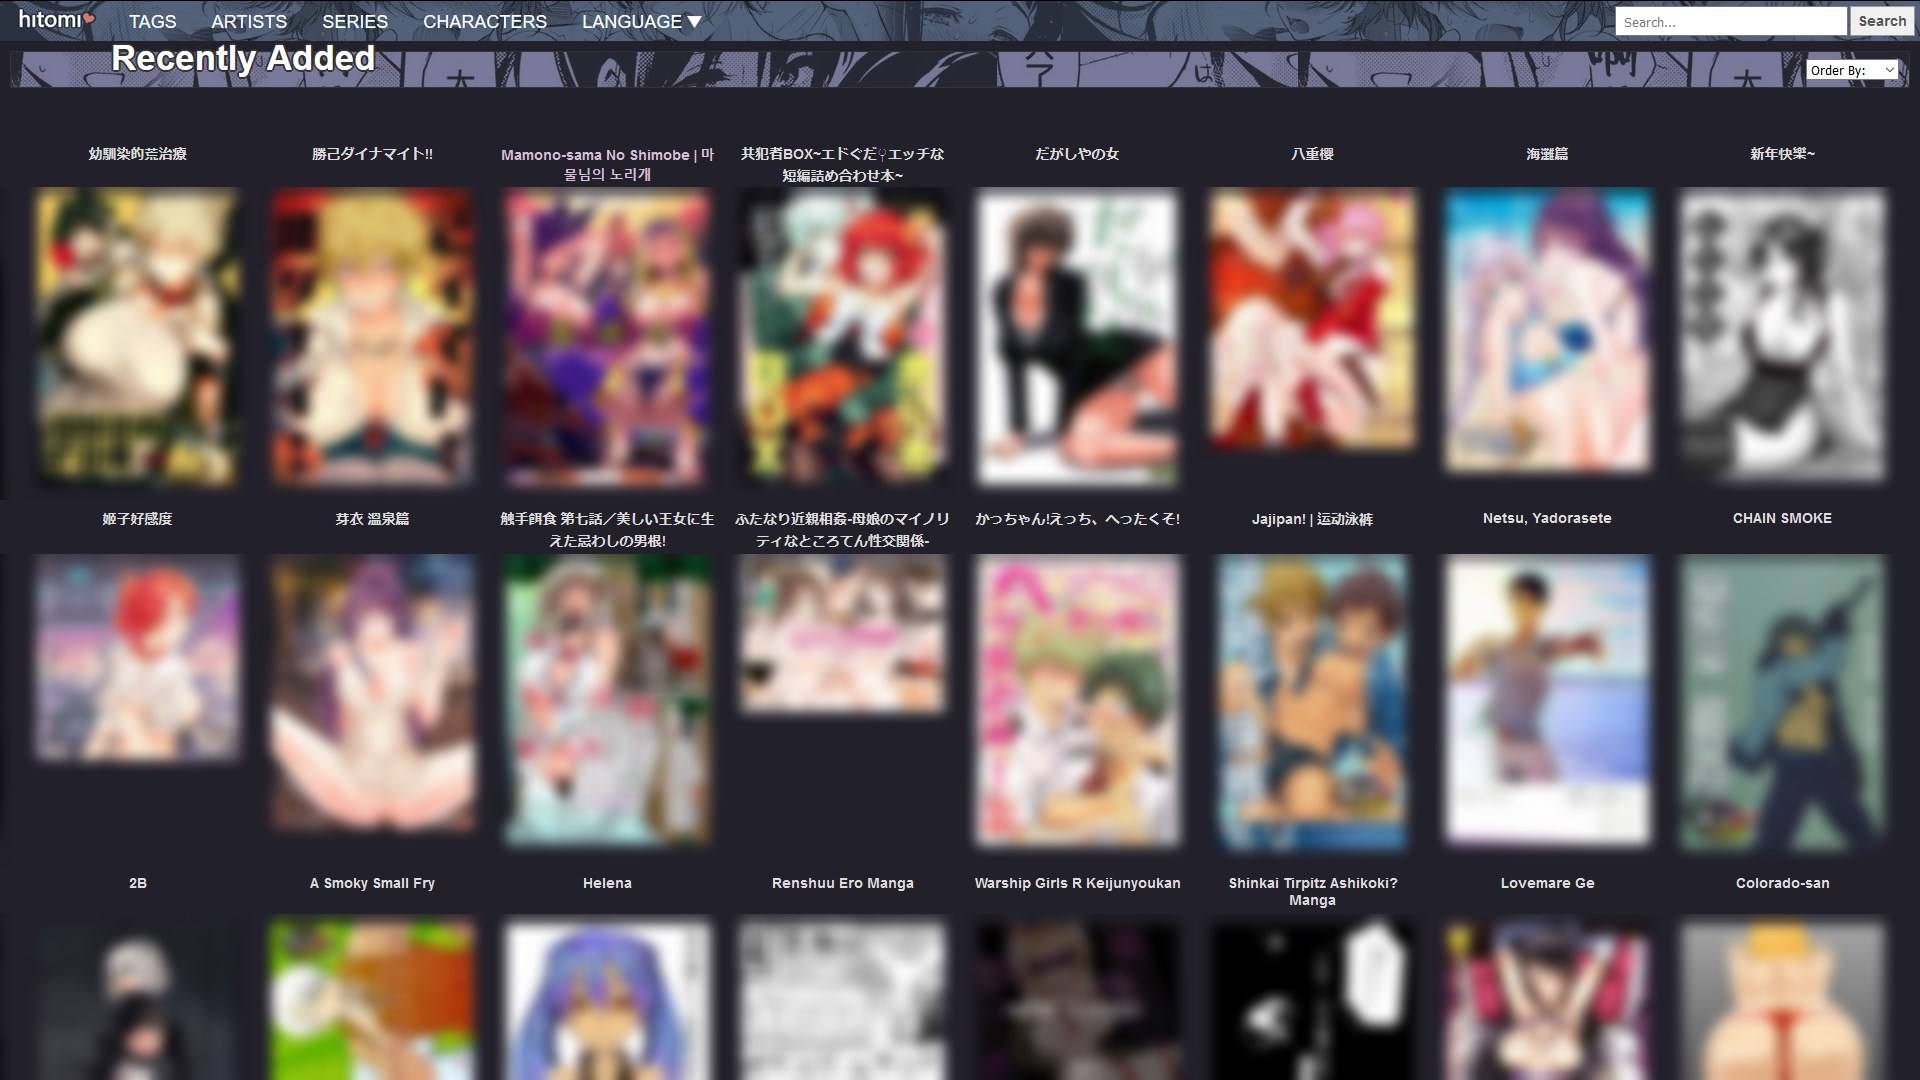 hitomi
TAGS ARTISTS SERIES CHARACTERS LANGUAGE ▼
Search...
Search
Recently Added
Order By:
幼馴染的荒治療
勝己ダイナマイト!!
Mamono-sama No Shimobe | 마
물님의 노리개
共犯者BOX~エドぐだ♀エッチな
短編詰め合わせ本~
だがしやの女
八重櫻
海灘篇
新年快樂~
姬子好感度
芽衣 溫泉篇
触手餌食 第七話／美しい王女に生
えた忌わしの男根!
ふたなり近親相姦-母娘のマイノリ
ティなところてん性交関係-
かっちゃん!えっち、へったくそ!
Jajipan! | 运动泳裤
Netsu, Yadorasete
CHAIN SMOKE
2B
A Smoky Small Fry
Helena
Renshuu Ero Manga
Warship Girls R Keijunyoukan
Shinkai Tirpitz Ashikoki?
Manga
Lovemare Ge
Colorado-san